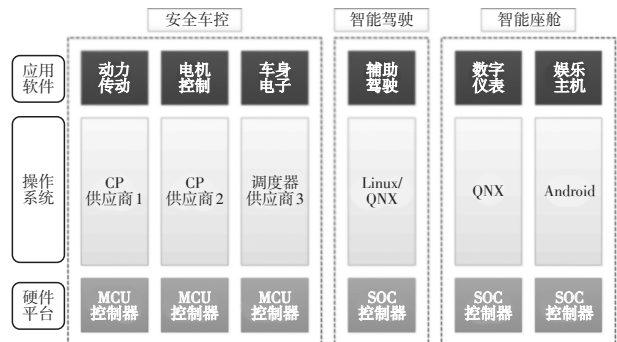 安全车控 智能驾驶 智能座舱
应用 动力 电机 车身 辅助 数字 娱乐
软件 传动 控制 电子 驾驶 仪表 主机
操作 CP CP 调度器 Linux/ QNX Android
系统 供应商1 供应商2 供应商3 QNX
硬件 MCU MCU MCU SOC SOC SOC
平台 控制器 控制器 控制器 控制器 控制器 控制器